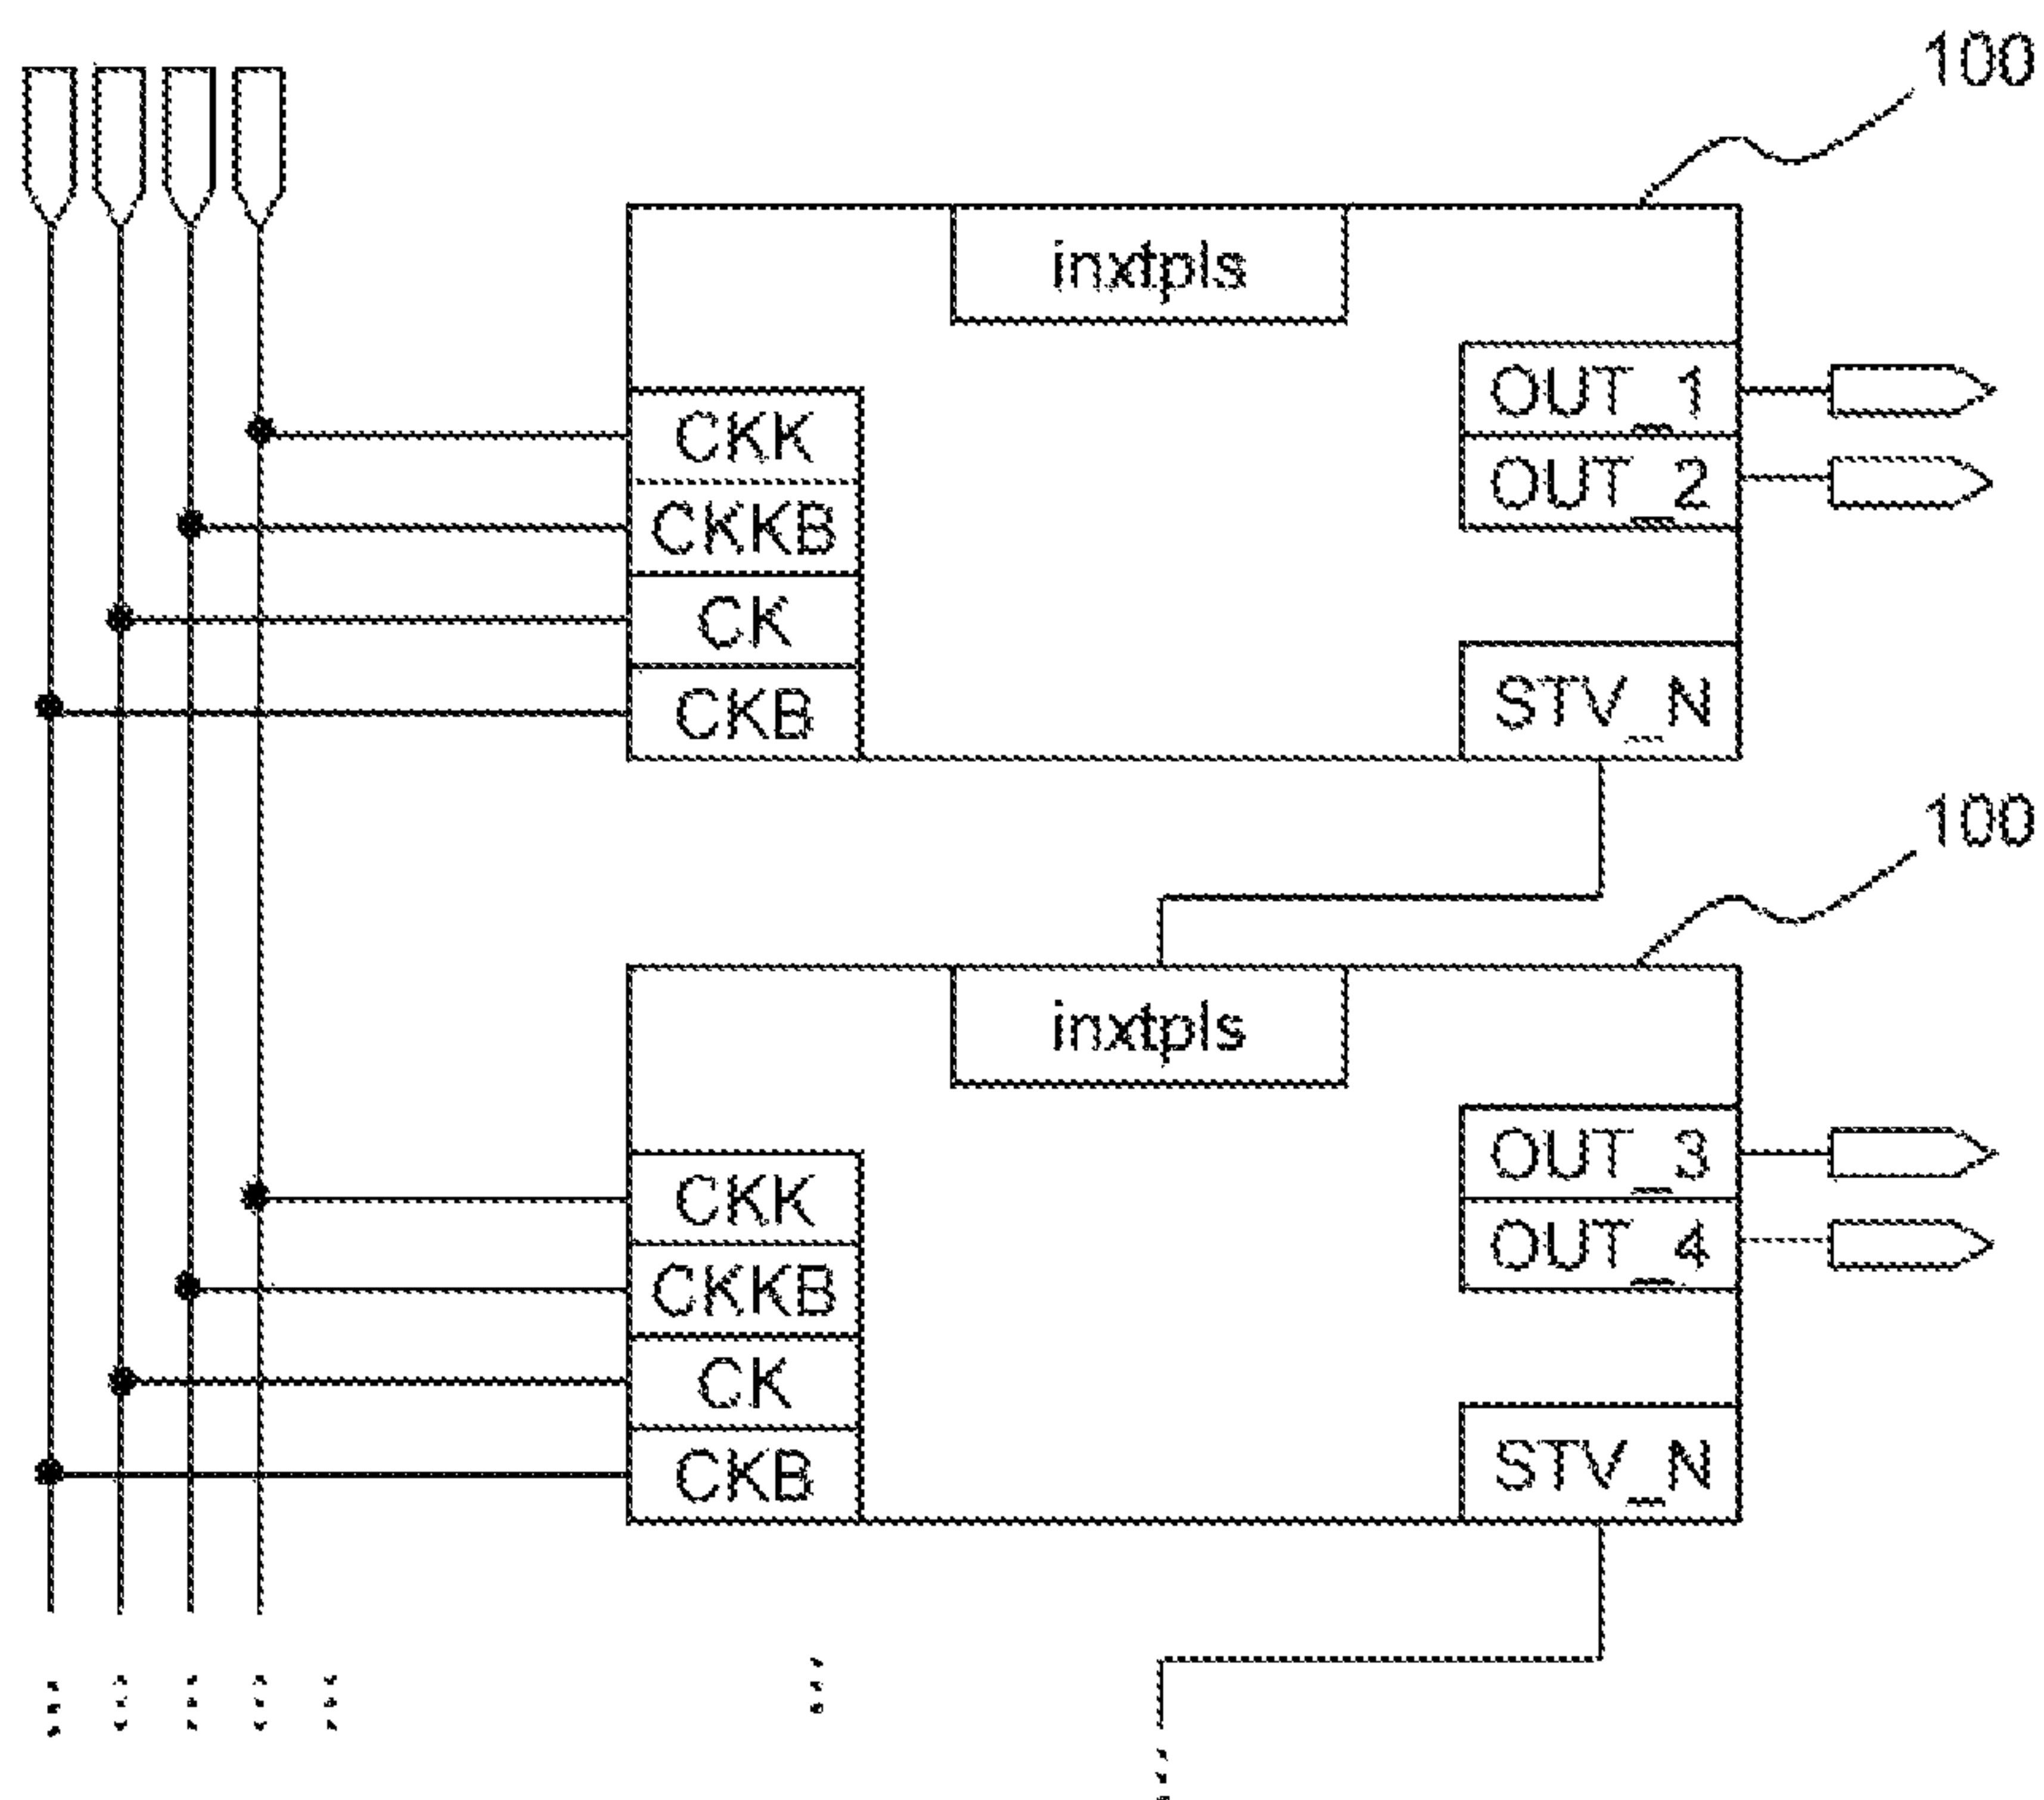 100
inxtpls
OUT_1
CKK
OUT_2
CKKB
CK
STV_N
CKB
100
inxtpls
OUT_3
CKK
OUT_4
CKKB
CK
STV_N
CKB